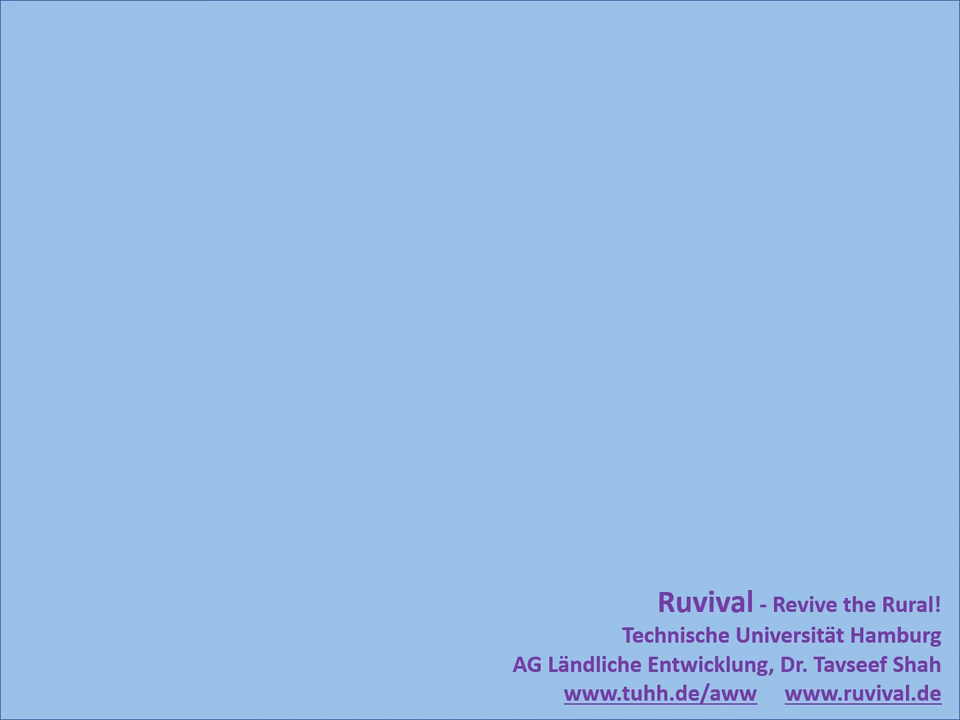 Ruvival - Revive the Rural!
Technische Universität Hamburg
AG Ländliche Entwicklung, Dr. Tavseef Shah
www.tuhh.de/aww www.ruvival.de